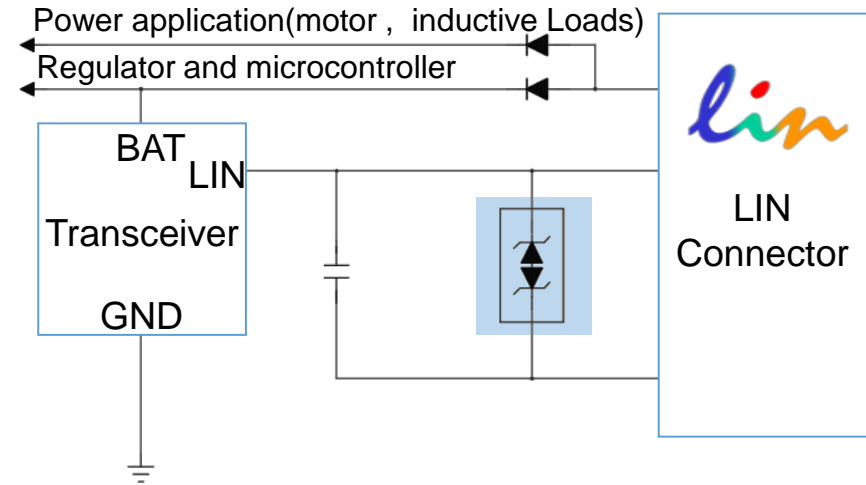 Power application(motor , inductive Loads)
Regulator and microcontroller
BAT
LIN
Transceiver
GND
lin
LIN
Connector